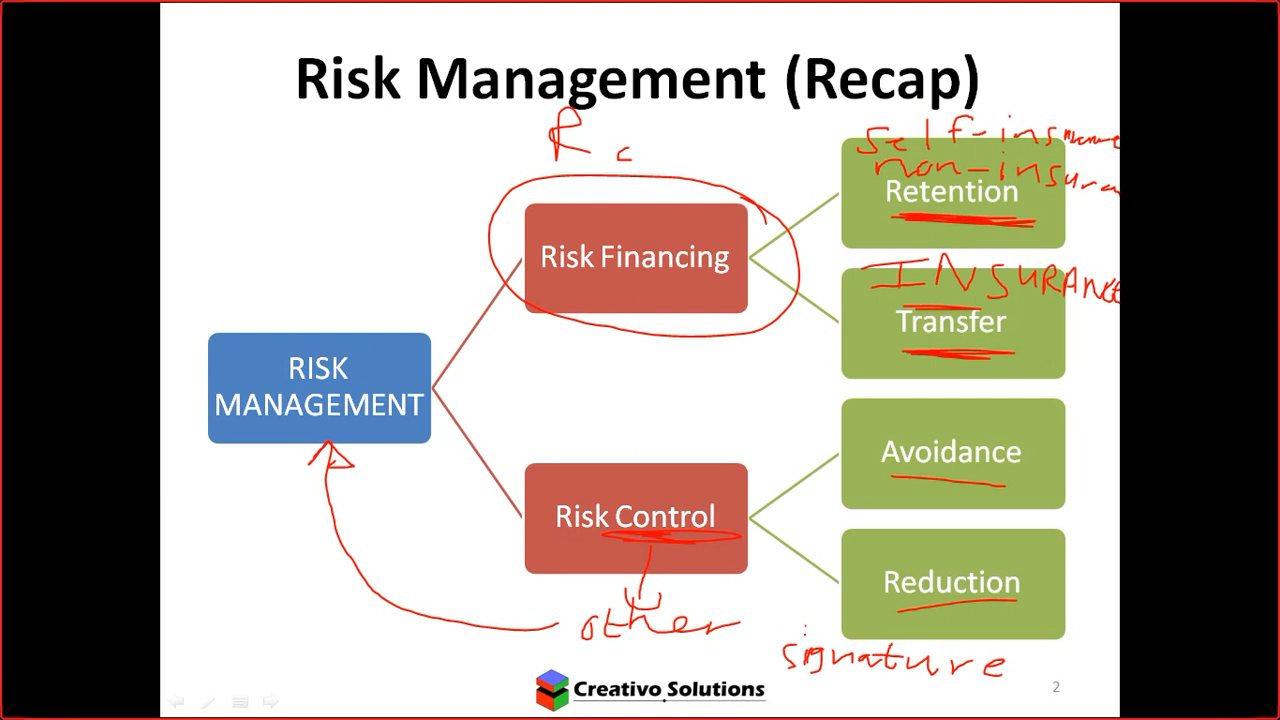 Risk Management (Recap)
R c
self-insurance
non-insura
Retention
Risk Financing
INSURANCE
Transfer
RISK
MANAGEMENT
Avoidance
Risk Control
Reduction
other
signature
Creativo Solutions
2